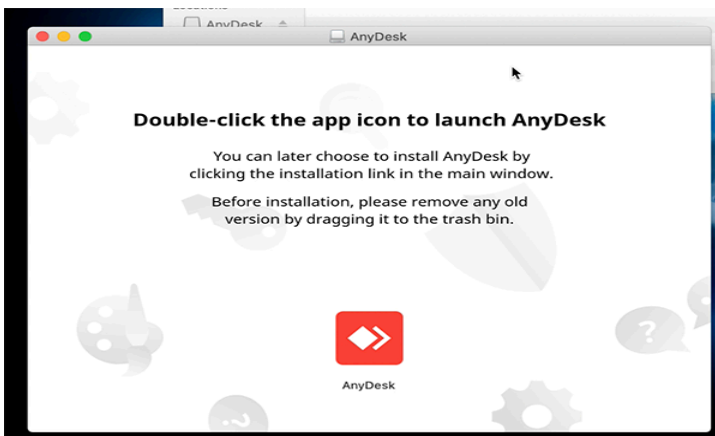 Locations
AnyDesk
AnyDesk
Double-click the app icon to launch AnyDesk
You can later choose to install AnyDesk by
clicking the installation link in the main window.
Before installation, please remove any old
version by dragging it to the trash bin.
?
?
AnyDesk
?